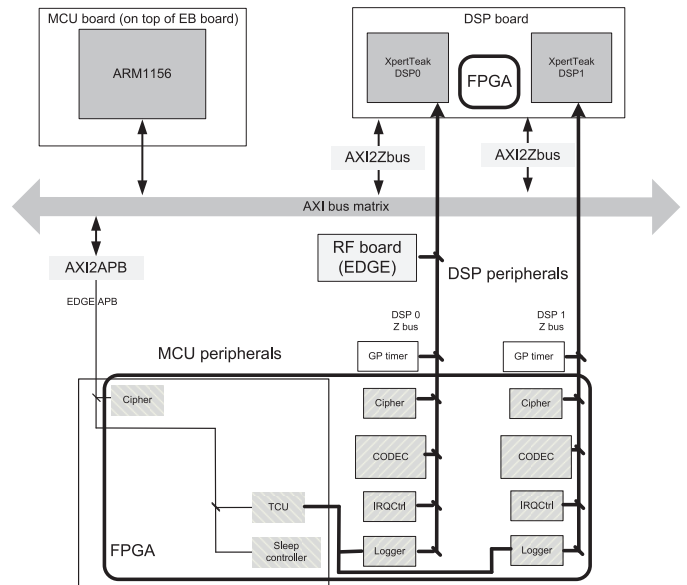 MCU board (on top of EB board)
DSP board
ARM1156
XpertTeak
DSP0
FPGA
XpertTeak
DSP1
AXI2Zbus
AXI2Zbus
AXI bus matrix
RF board
(EDGE)
AXI2APB
DSP peripherals
EDGE APB
DSP 0
Z bus
DSP 1
Z bus
MCU peripherals
GP timer
GP timer
Cipher
Cipher
Cipher
CODEC
CODEC
TCU
IRQCtrl
IRQCtrl
FPGA
Sleep
controller
Logger
Logger